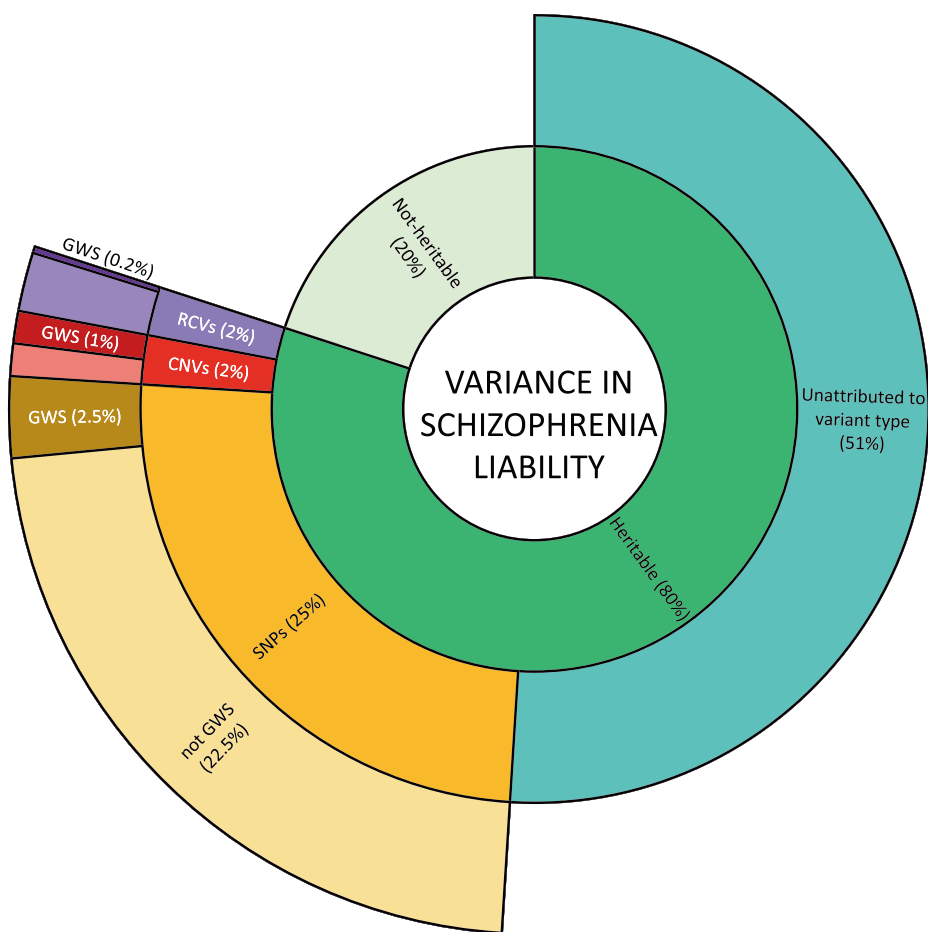 VARIANCE IN
SCHIZOPHRENIA
LIABILITY
Not-heritable
(20%)
Heritable (80%)
Unattributed to
variant type
(51%)
GWS (0.2%)
RCVs (2%)
GWS (1%)
CNVs (2%)
GWS (2.5%)
SNPs (25%)
not GWS
(22.5%)